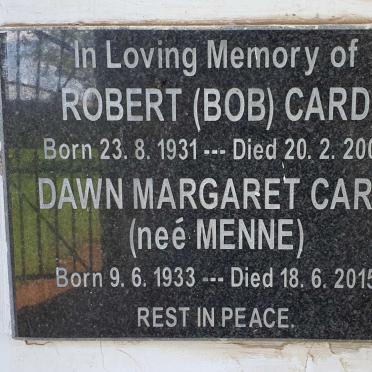 In Loving Memory of
ROBERT (BOB) CARD
Born 23. 8. 1931 --- Died 20. 2. 200
DAWN MARGARET CAR
(neé MENNE)
Born 9. 6. 1933 --- Died 18. 6. 2015
REST IN PEACE.